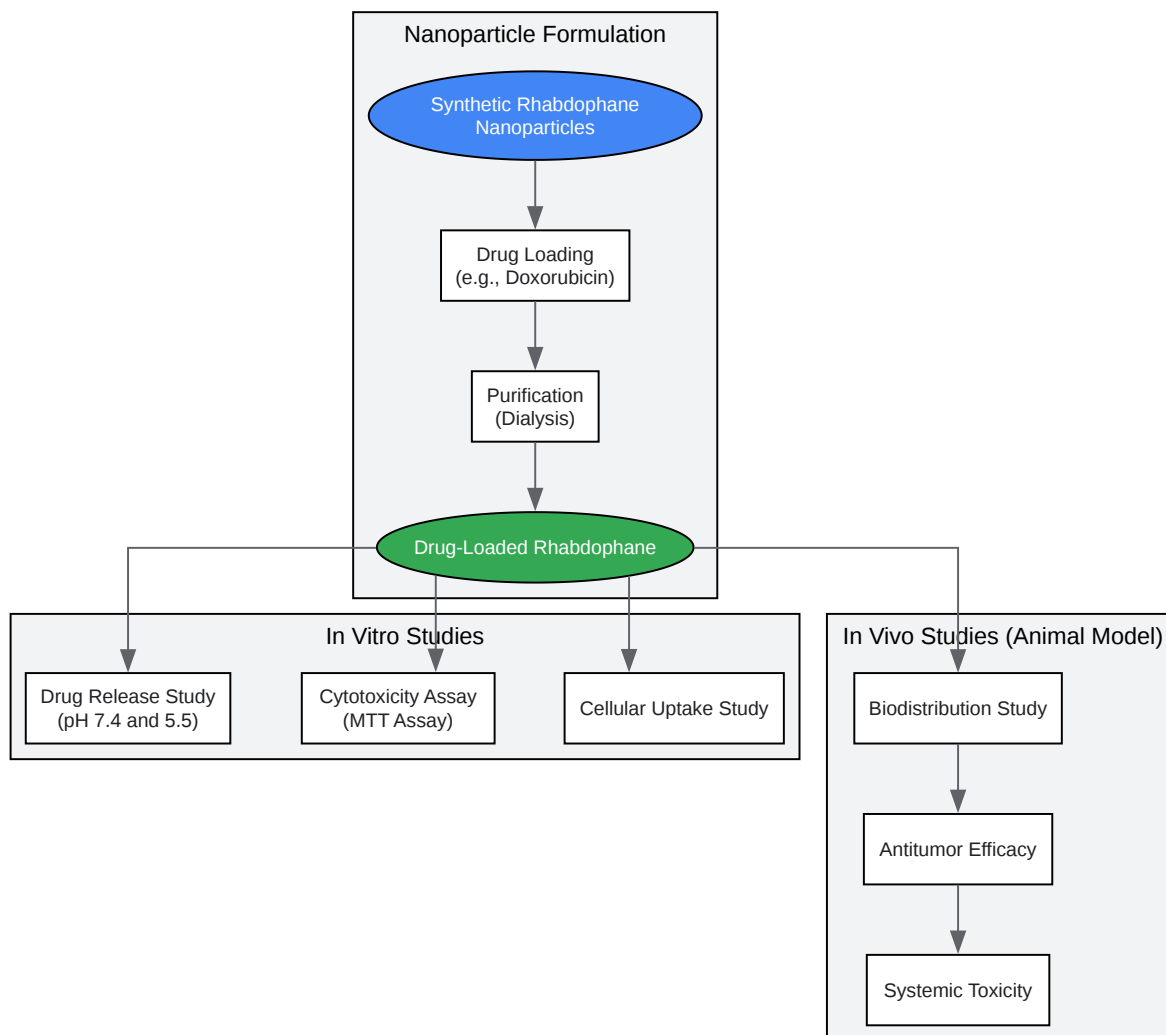 Nanoparticle Formulation
Synthetic Rhabdophane
Nanoparticles
Drug Loading
(e.g., Doxorubicin)
Purification
(Dialysis)
Drug-Loaded Rhabdophane
In Vitro Studies
Drug Release Study
(pH 7.4 and 5.5)
Cytotoxicity Assay
(MTT Assay)
Cellular Uptake Study
In Vivo Studies (Animal Model)
Biodistribution Study
Antitumor Efficacy
Systemic Toxicity